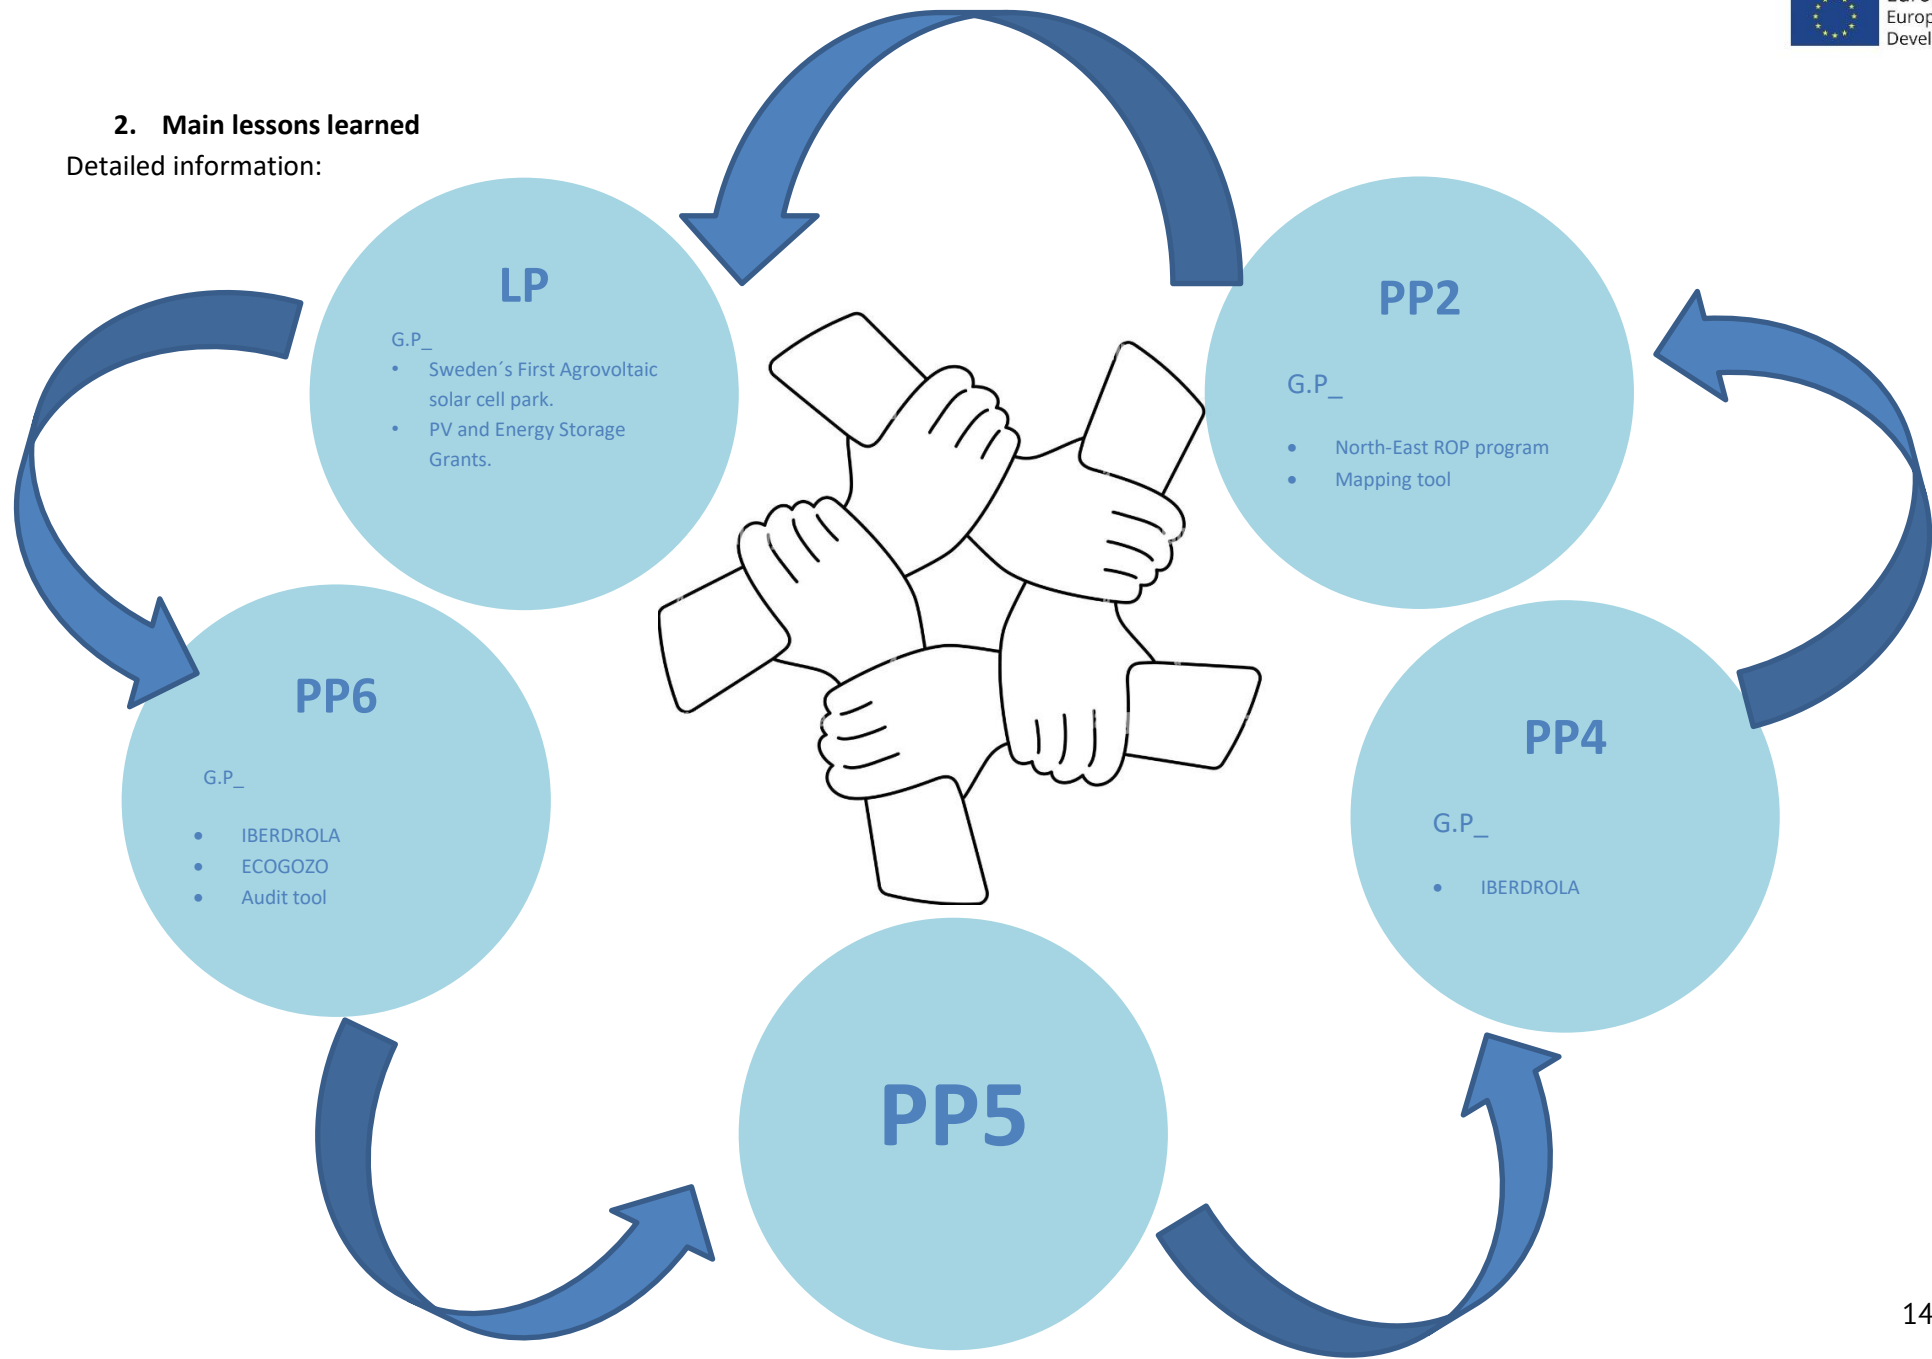 Europ
Devel
2. Main lessons learned
Detailed information:
LP
G.P_
• Sweden´s First Agrovoltaic
solar cell park.
• PV and Energy Storage
Grants.
PP2
G.P_
• North-East ROP program
• Mapping tool
PP6
G.P_
• IBERDROLA
• ECOGOZO
• Audit tool
PP4
G.P_
• IBERDROLA
PP5
14